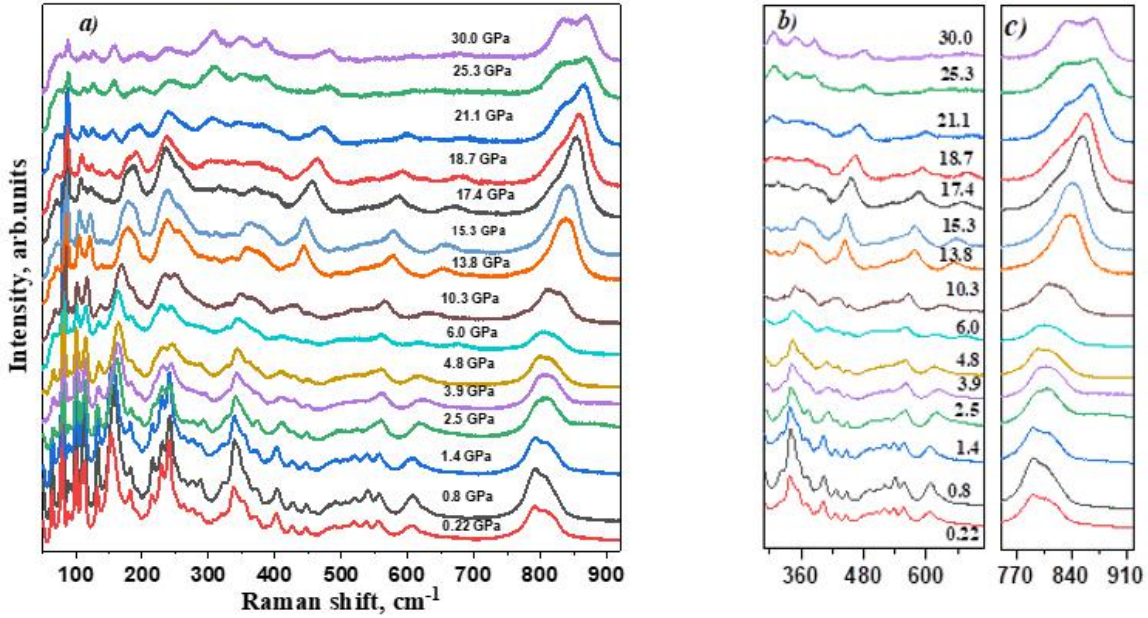 a)
30.0 GPa
25.3 GPa
21.1 GPa
18.7 GPa
17.4 GPa
15.3 GPa
13.8 GPa
10.3 GPa
6.0 GPa
4.8 GPa
3.9 GPa
2.5 GPa
1.4 GPa
0.8 GPa
0.22 GPa
Intensity, arb.units
100 200 300 400 500 600 700 800 900
Raman shift, cm-1
b)
30.0
25.3
21.1
18.7
17.4
15.3
13.8
10.3
6.0
4.8
3.9
2.5
1.4
0.8
0.22
360 480 600
c)
770 840 910